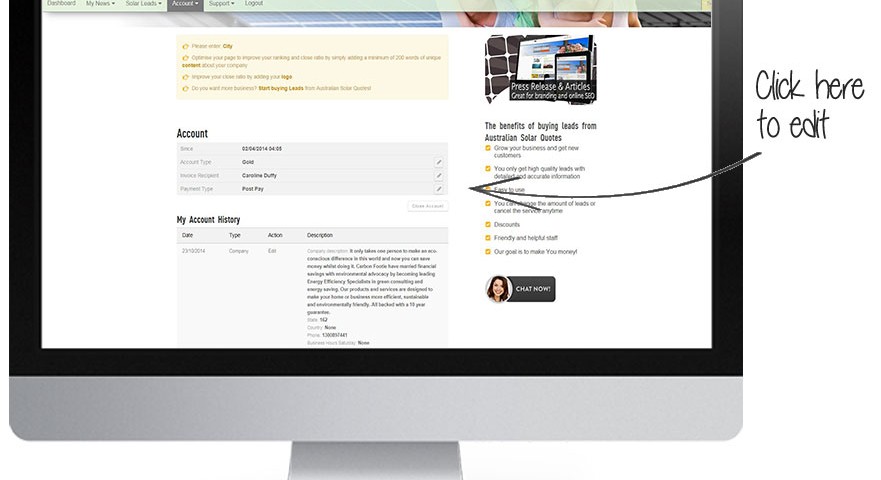 Dashboard My News Solar Leads Account Support Logout
Please enter: City
Optimise your page to improve your ranking and close ratio by simply adding a minimum of 200 words of unique
content about your company
Improve your close ratio by adding your logo
Do you want more business? Start buying Leads from Australian Solar Quotes!
Press Release & Articles
Great for branding and online SEO
Click here
to edit
Account
Since 03/04/2014 04:05
Account Type Gold
Invoice Recipient Caroline Duffy
Payment Type Post Pay
Close Account
The benefits of buying leads from
Australian Solar Quotes
Grow your business and get new
customers
You only get high quality leads with
detailed and accurate information
Easy to use
You can change the amount of leads or
cancel the service anytime
Discounts
Friendly and helpful staff
Our goal is to make You money!
CHAT NOW!
My Account History
Date Type Action Description
23/10/2014 Company Edit Company description: It only takes one person to make an eco-
conscious difference in this world and now you can save
money whilst doing it. Carbon Footie have married financial
savings with environmental advocacy by becoming leading
Energy Efficiency Specialists in green consulting and
energy saving. Our products and services are designed to
make your home or business more efficient, sustainable
and environmentally friendly. All backed with a 10 year
guarantee.
State: 162
Country: None
Phone: 1300897441
Business Hours Saturday: None